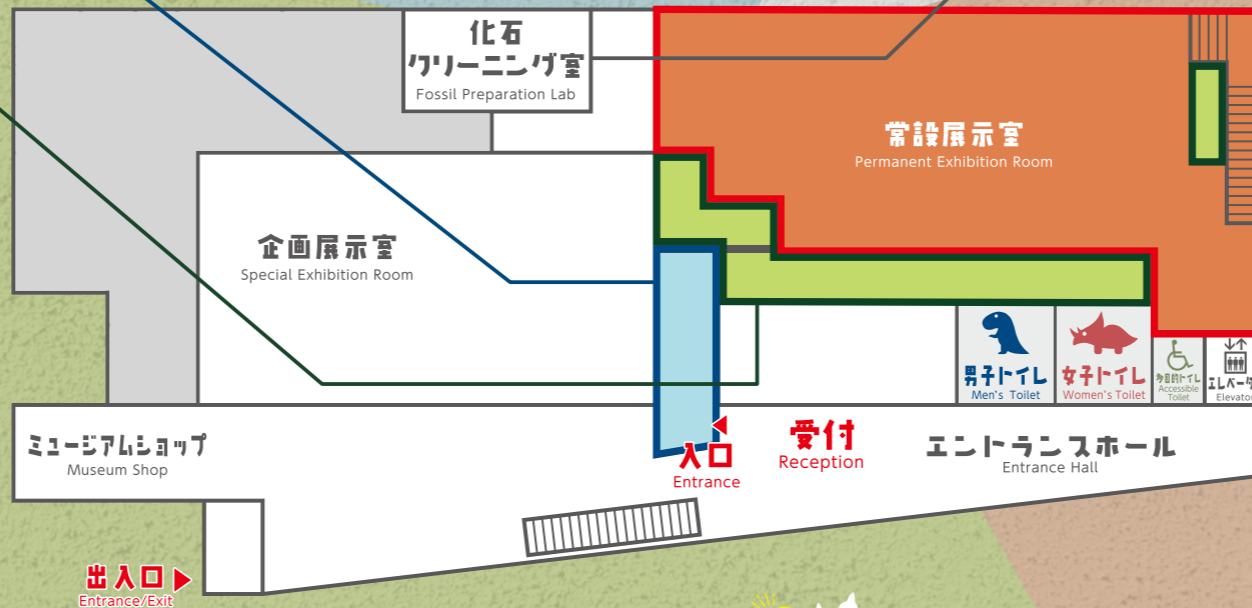 化石
クリーニング室
Fossil Preparation Lab
常設展示室
Permanent Exhibition Room
企画展示室
Special Exhibition Room
男子トイレ
Men's Toilet
女子トイレ
Women's Toilet
多目的トイレ
Accessible
Toilet
エレベータ
Elevator
ミュージアムショップ
Museum Shop
入口
Entrance
受付
Reception
エントランスホール
Entrance Hall
出入口
Entrance/Exit